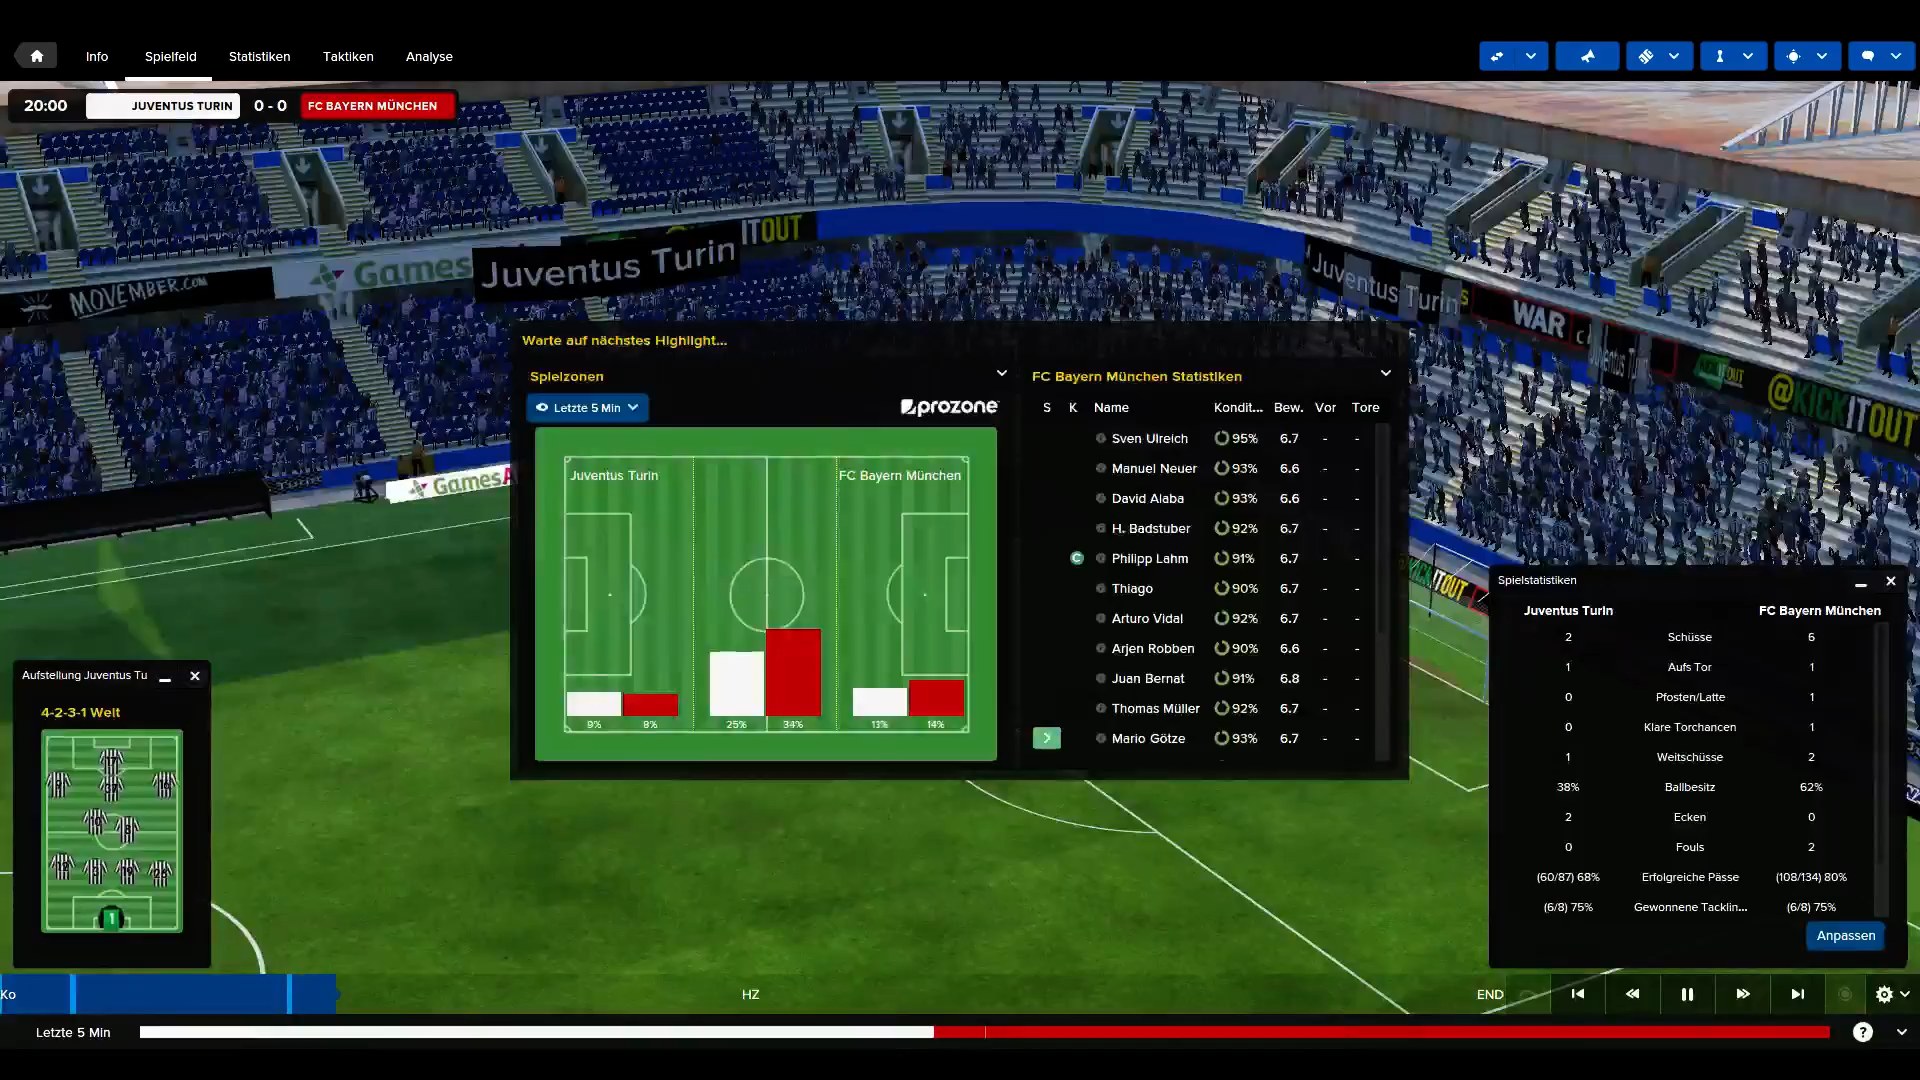 Info Spielfeld Statistiken Taktiken Analyse
20:00 JUVENTUS TURIN 0 - 0 FC BAYERN MÜNCHEN
ITOUT
Games
Juventus Turin
MOVEMBER.COM
Juventus Turin
WAR
@KICKITOUT
GamesA
KICKITOUT
Warte auf nächstes Highlight...
Spielzonen
Letzte 5 Min
prozone
Juventus Turin FC Bayern München
9% 8% 25% 34% 13% 14%
FC Bayern München Statistiken
S K Name Kondit... Bew. Vor Tore
Sven Ulreich 95% 6.7 - -
Manuel Neuer 93% 6.6 - -
David Alaba 93% 6.6 - -
H. Badstuber 92% 6.7 - -
C Philipp Lahm 91% 6.7 - -
Thiago 90% 6.7 - -
Arturo Vidal 92% 6.7 - -
Arjen Robben 90% 6.6 - -
Juan Bernat 91% 6.8 - -
Thomas Müller 92% 6.7 - -
Mario Götze 93% 6.7 - -
Spielstatistiken
Juventus Turin FC Bayern München
2 Schüsse 6
1 Aufs Tor 1
0 Pfosten/Latte 1
0 Klare Torchancen 1
1 Weitschüsse 2
38% Ballbesitz 62%
2 Ecken 0
0 Fouls 2
(60/87) 68% Erfolgreiche Pässe (108/134) 80%
(6/8) 75% Gewonnene Tacklin... (6/8) 75%
Anpassen
Aufstellung Juventus Tu
4-2-3-1 Welt
1
Ko HZ END
Letzte 5 Min ?